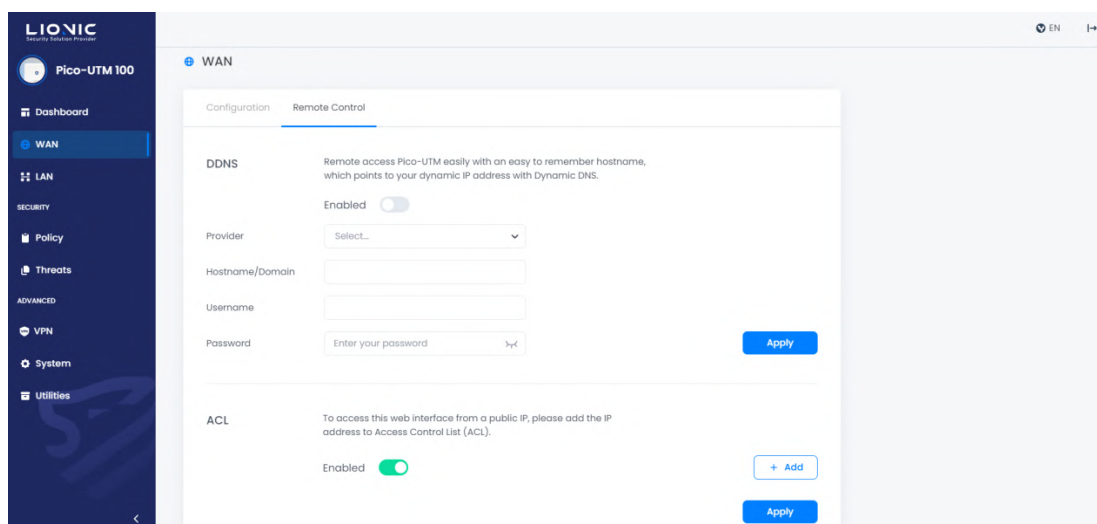 LIONIC
Security Solution Provider
EN
Pico-UTM 100
WAN
Configuration
Remote Control
Dashboard
WAN
LAN
SECURITY
Policy
Threats
ADVANCED
VPN
System
Utilities
DDNS
Remote access Pico-UTM easily with an easy to remember hostname,
which points to your dynamic IP address with Dynamic DNS.
Enabled
Provider
Select...
Hostname/Domain
Username
Password
Enter your password
Apply
ACL
To access this web interface from a public IP, please add the IP
address to Access Control List (ACL).
Enabled
+ Add
Apply